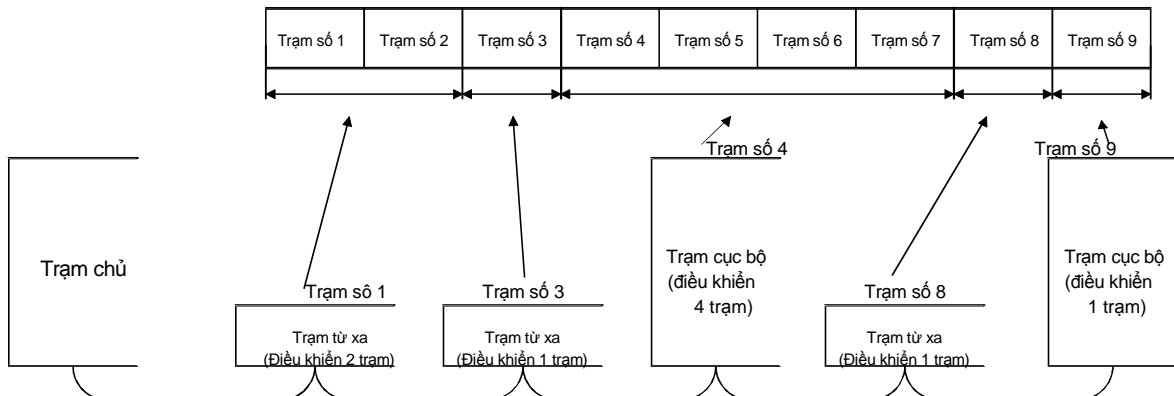 Trạm số 1 Trạm số 2 Trạm số 3 Trạm số 4 Trạm số 5 Trạm số 6 Trạm số 7 Trạm số 8 Trạm số 9
Trạm số 4
Trạm số 9
Trạm chủ
Trạm sô 1
Trạm từ xa
(Điều khiển 2 trạm)
Trạm số 3
Trạm từ xa
(Điều khiển 1 trạm)
Trạm cục bộ
(điều khiển
4 trạm)
Trạm số 8
Trạm từ xa
(Điều khiển 1 trạm)
Trạm cục bộ
(điều khiển
1 trạm)